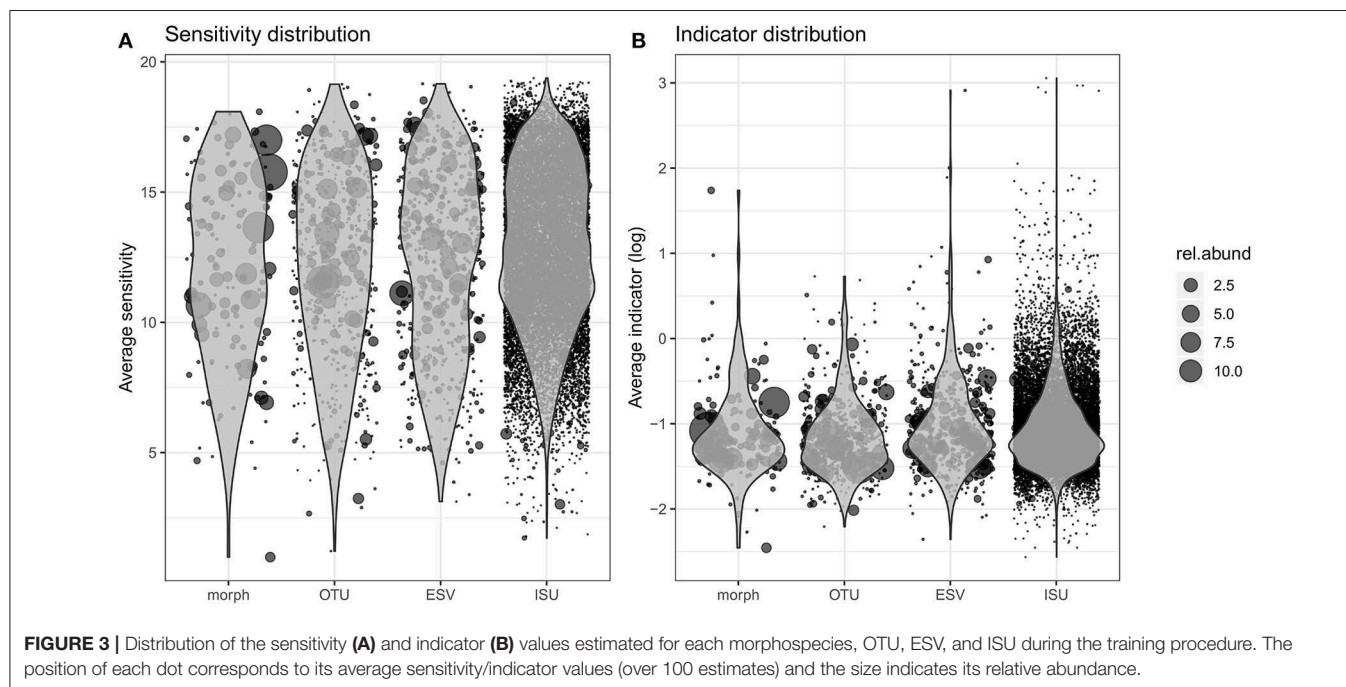 A Sensitivity distribution
20
15
10
5
Average sensitivity
morph OTU ESV ISU
B Indicator distribution
3
2
1
0
−1
−2
Average indicator (log)
morph OTU ESV ISU
rel.abund
2.5
5.0
7.5
10.0
FIGURE 3 | Distribution of the sensitivity (A) and indicator (B) values estimated for each morphospecies, OTU, ESV, and ISU during the training procedure. The
position of each dot corresponds to its average sensitivity/indicator values (over 100 estimates) and the size indicates its relative abundance.